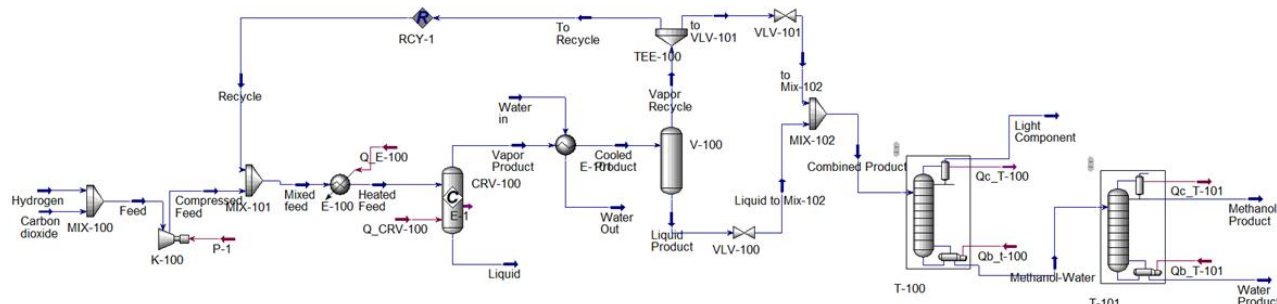 Hydrogen
Carbon
dioxide
MIX-100
Feed
K-100
P-1
Compressed
Feed
Recycle
RCY-1
MIX-101
Mixed
feed
Q_E-100
E-100
Heated
Feed
Q_CRV-100
CRV-100
E-1
Liquid
Vapor
Product
Water
in
Cooled
Product
Water
Out
To
Recycle
TEE-100
Vapor
Recycle
V-100
Liquid
Product
VLV-100
to
VLV-101
VLV-101
to
Mix-102
MIX-102
Liquid to Mix-102
Combined Product
Light
Component
Qc_T-100
Qb_t-100
T-100
Methanol-Water
Qc_T-101
Methanol
Product
Qb_T-101
Water
Product
T-101